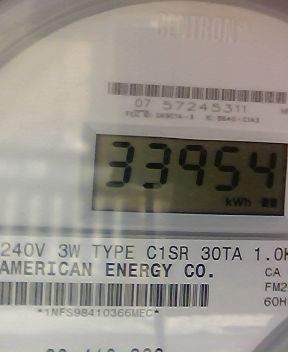 CENTRON
07 57245311
33954
kWh
240V 3W TYPE C1SR 30TA 1.0K
AMERICAN ENERGY CO.
CA
FM2
60H
*1NFS98410366MEC*